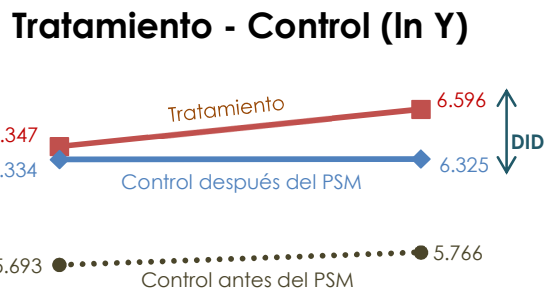 Tratamiento - Control (ln Y)
Tratamiento
6.596
.347
DID
.334
6.325
Control después del PSM
5.693
5.766
Control antes del PSM